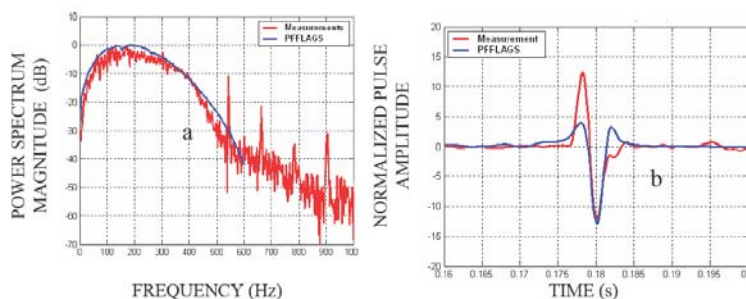 Measurements
PFFLAGS
10
0
-10
-20
-30
-40
-50
-60
-70
0 100 200 300 400 500 600 700 800 900 1000
a
POWER SPECTRUM
MAGNITUDE (dB)
FREQUENCY (Hz)
Measurement
PFFLAGS
20
15
10
5
0
-5
-10
-15
-20
0.16 0.165 0.17 0.175 0.18 0.185 0.19 0.195
b
NORMALIZED PULSE
AMPLITUDE
TIME (s)